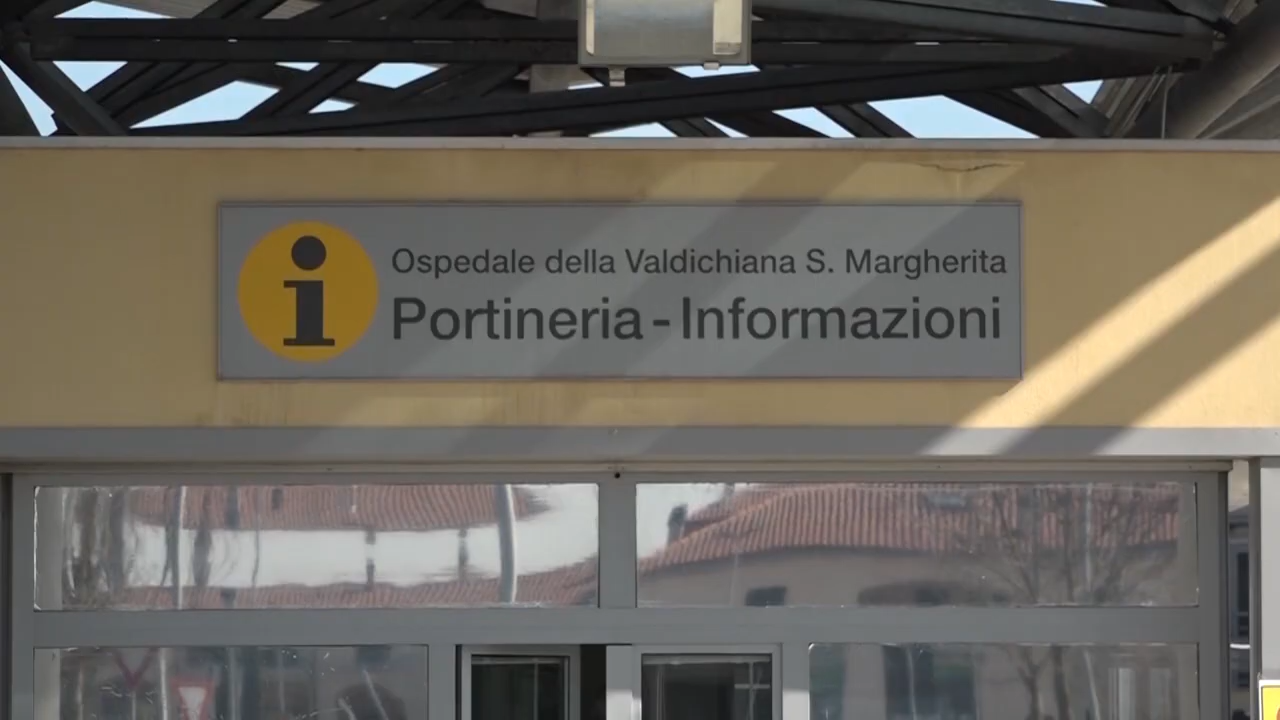 Ospedale della Valdichiana S. Margherita
Portineria - Informazioni